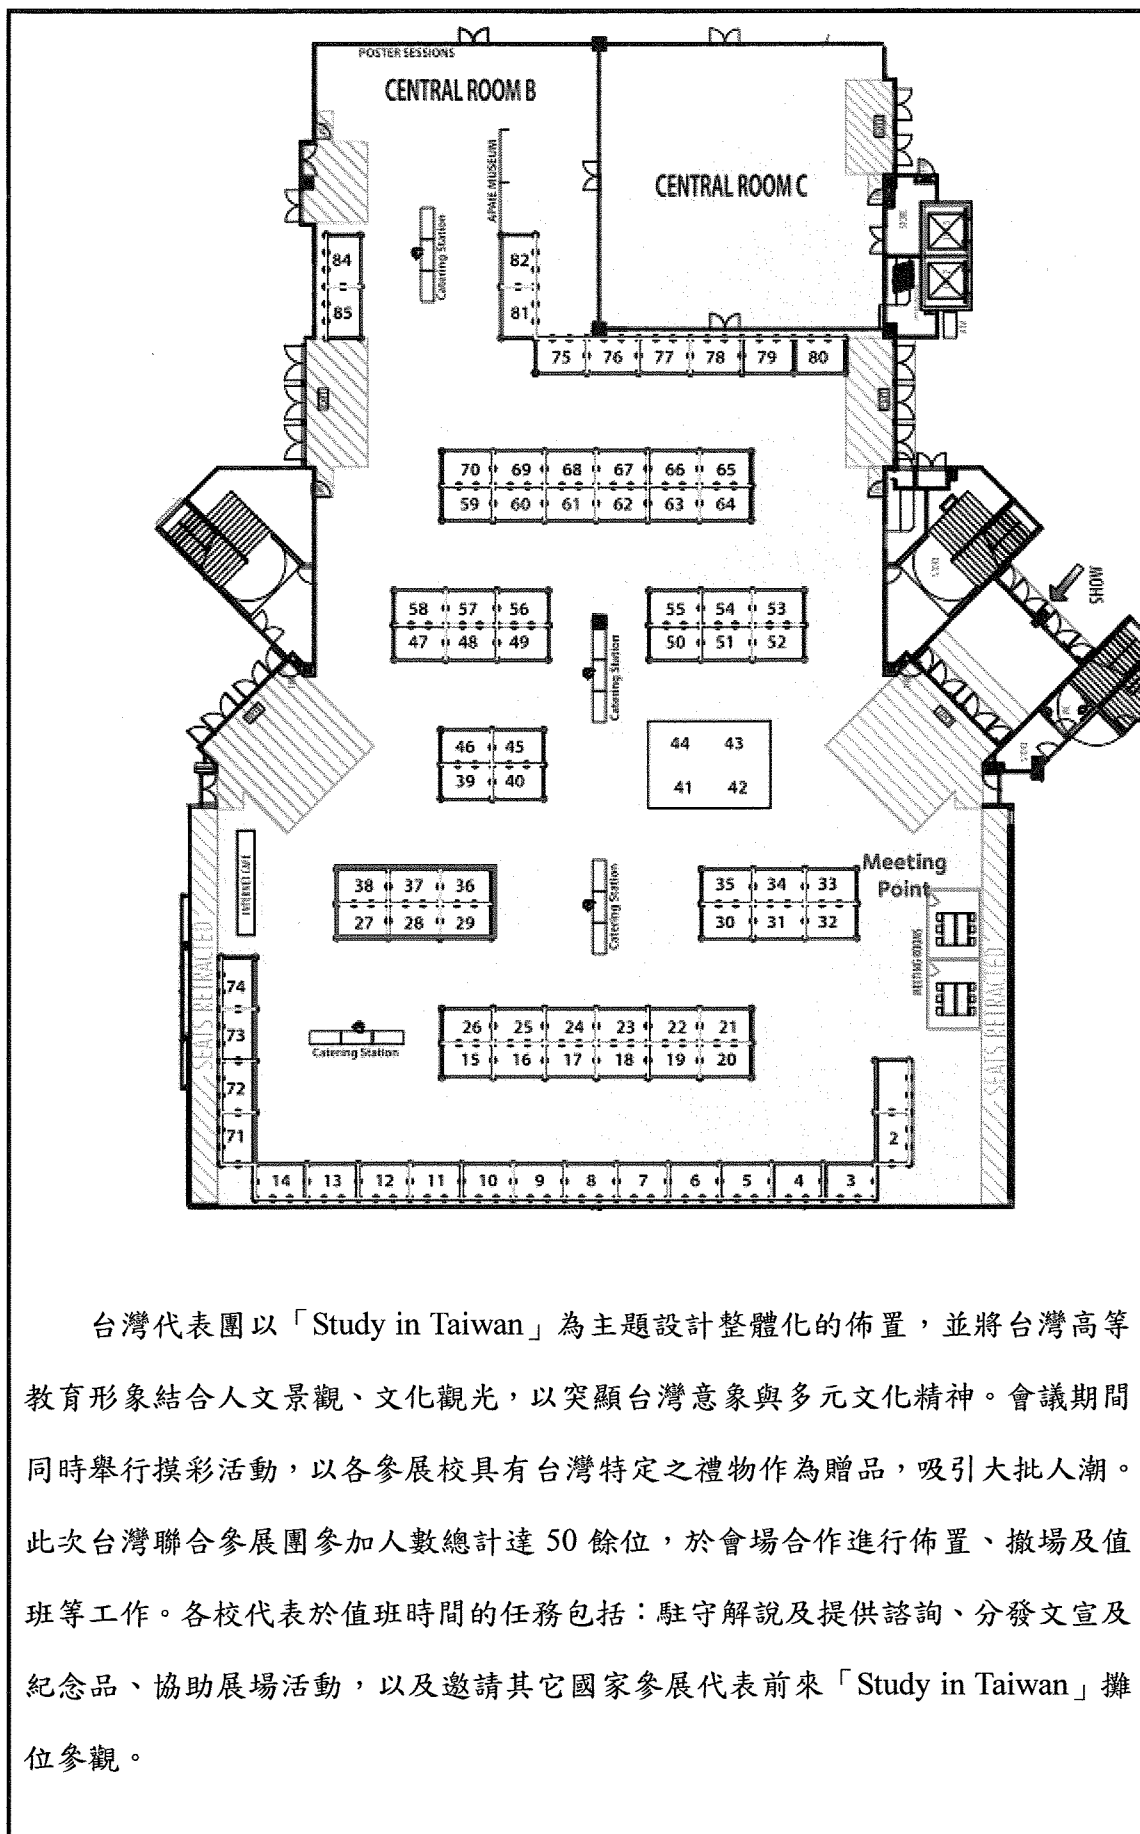 POSTER SESSIONS
CENTRAL ROOM B
APAIE MUSEUM
CENTRAL ROOM C
Catering Station
84
85
82
81
75 76 77 78 79 80
70 69 68 67 66 65
59 60 61 62 63 64
SHOW
58 57 56
47 48 49
55 54 53
50 51 52
Catering Station
46 45
39 40
44 43
41 42
INTERNET CAFE
38 37 36
27 28 29
Catering Station
35 34 33
30 31 32
Meeting
Point
MEETING ROOMS
SEATS RETRACTED
SEATS RETRACTED
74
73
72
71
Catering Station
26 25 24 23 22 21
15 16 17 18 19 20
2
14 13 12 11 10 9 8 7 6 5 4 3
台灣代表團以「Study in Taiwan」為主題設計整體化的佈置，並將台灣高等
教育形象結合人文景觀、文化觀光，以突顯台灣意象與多元文化精神。會議期間
同時舉行摸彩活動，以各參展校具有台灣特定之禮物作為贈品，吸引大批人潮。
此次台灣聯合參展團參加人數總計達 50 餘位，於會場合作進行佈置、撤場及值
班等工作。各校代表於值班時間的任務包括：駐守解說及提供諮詢、分發文宣及
紀念品、協助展場活動，以及邀請其它國家參展代表前來「Study in Taiwan」攤
位參觀。